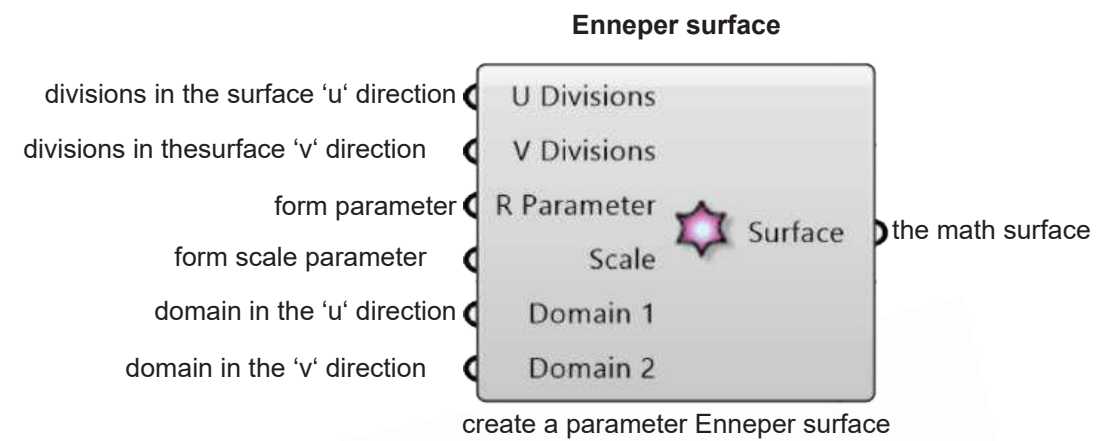 Enneper surface
divisions in the surface ‘u‘ direction U Divisions
divisions in thesurface ‘v‘ direction V Divisions
form parameter R Parameter
Surface the math surface
form scale parameter Scale
domain in the ‘u‘ direction Domain 1
domain in the ‘v‘ direction Domain 2
create a parameter Enneper surface